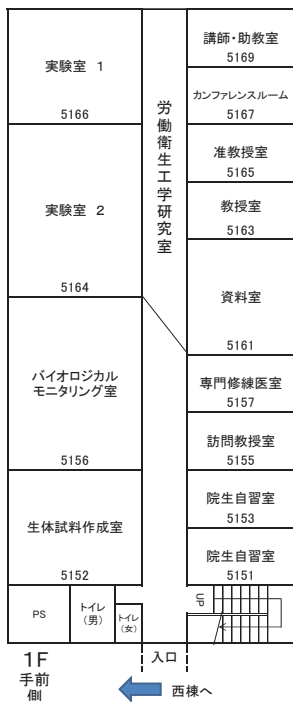 実験室 1
5166
実験室 2
5164
バイオロジカル
モニタリング室
5156
生体試料作成室
5152
PS
トイレ
(男)
トイレ
(女)
労働衛生工学研究室
講師・助教室
5169
カンファレンスルーム
5167
准教授室
5165
教授室
5163
資料室
5161
専門修練医室
5157
訪問教授室
5155
院生自習室
5153
院生自習室
5151
UP
1F
手前
側
入口
西棟へ